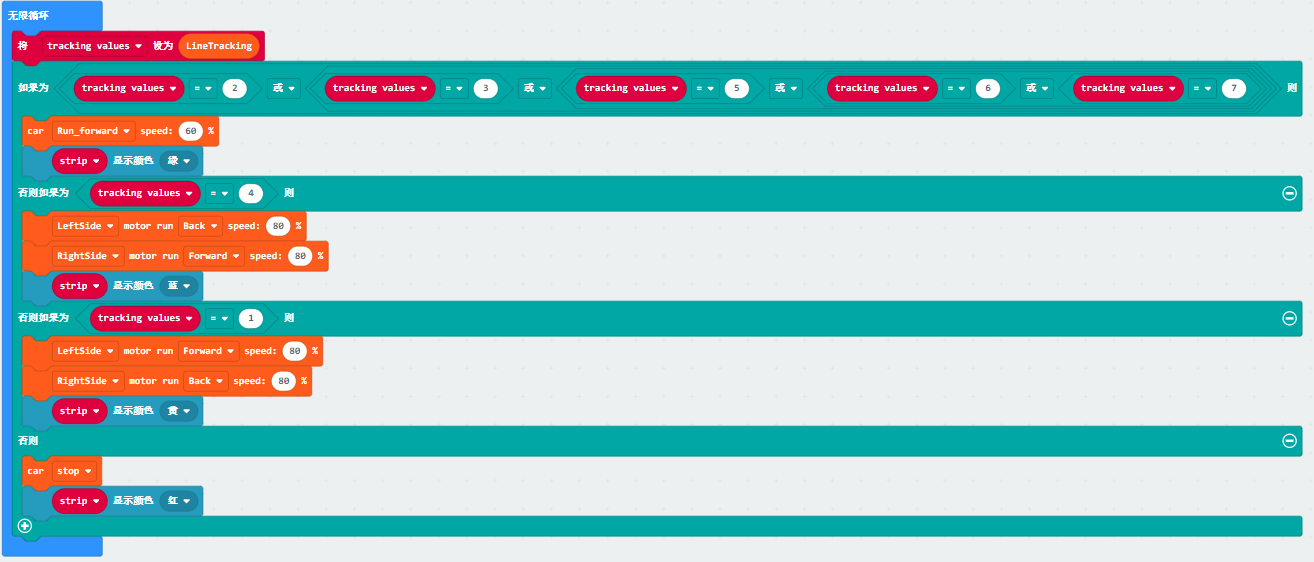 无限循环
将 tracking values 设为 LineTracking
如果为 tracking values = 2 或 tracking values = 3 或 tracking values = 5 或 tracking values = 6 或 tracking values = 7 则
car Run_forward speed: 60 %
strip 显示颜色 绿
否则如果为 tracking values = 4 则
LeftSide motor run Back speed: 80 %
RightSide motor run Forward speed: 80 %
strip 显示颜色 蓝
否则如果为 tracking values = 1 则
LeftSide motor run Forward speed: 80 %
RightSide motor run Back speed: 80 %
strip 显示颜色 黄
否则
car stop
strip 显示颜色 红